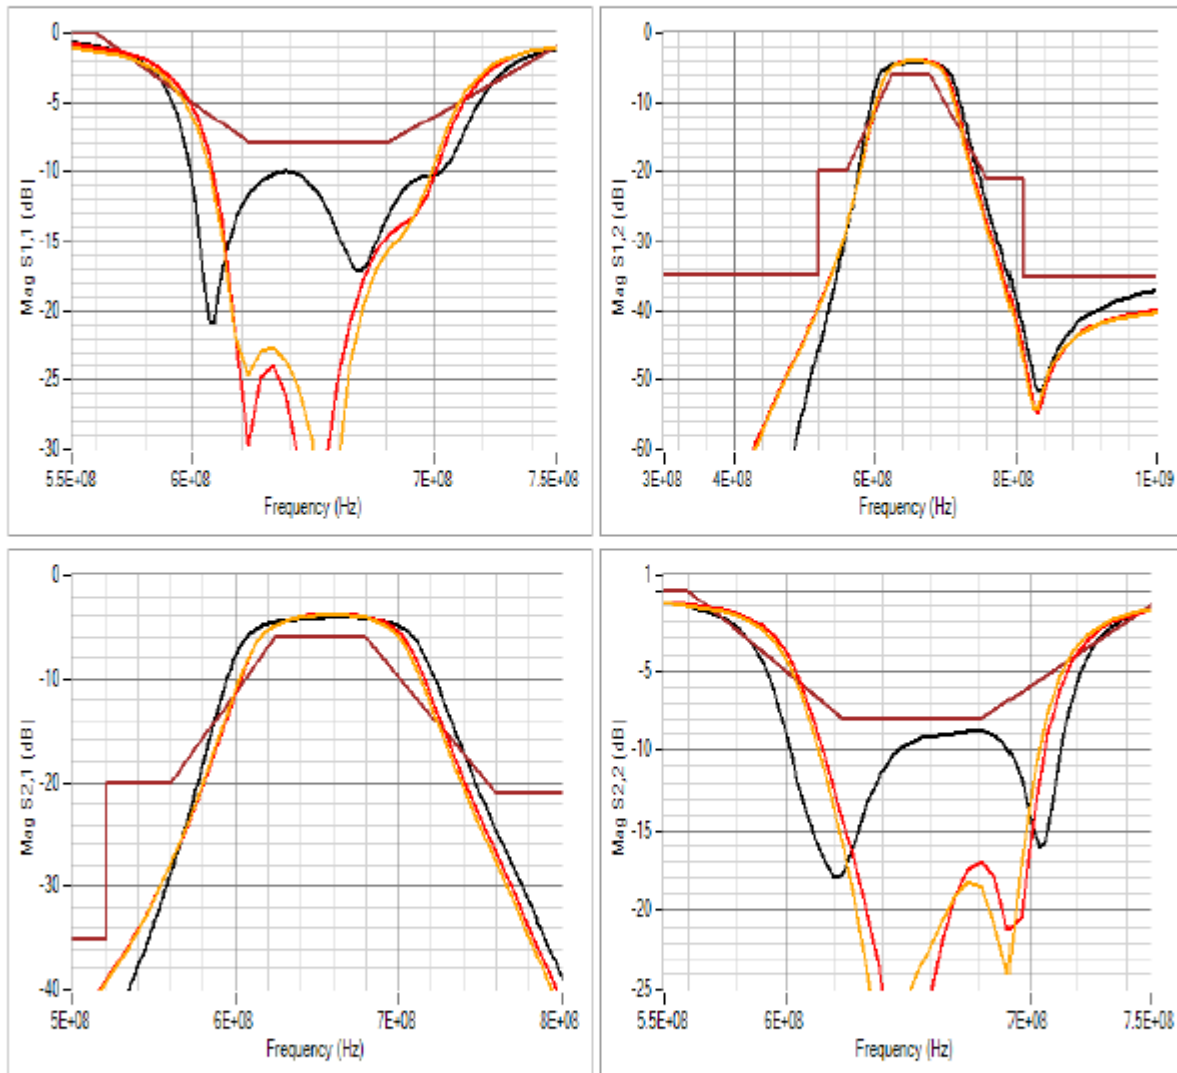 0
-5
-10
-15
-20
-25
-30
5.5E+08
6E+08
7E+08
7.5E+08
Mag S1,1 (dB)
Frequency (Hz)
0
-10
-20
-30
-40
-50
-60
3E+08
4E+08
6E+08
8E+08
1E+09
Mag S1,2 (dB)
Frequency (Hz)
0
-10
-20
-30
-40
5E+08
6E+08
7E+08
8E+08
Mag S2,1 (dB)
Frequency (Hz)
1
-5
-10
-15
-20
-25
5.5E+08
6E+08
7E+08
7.5E+08
Mag S2,2 (dB)
Frequency (Hz)